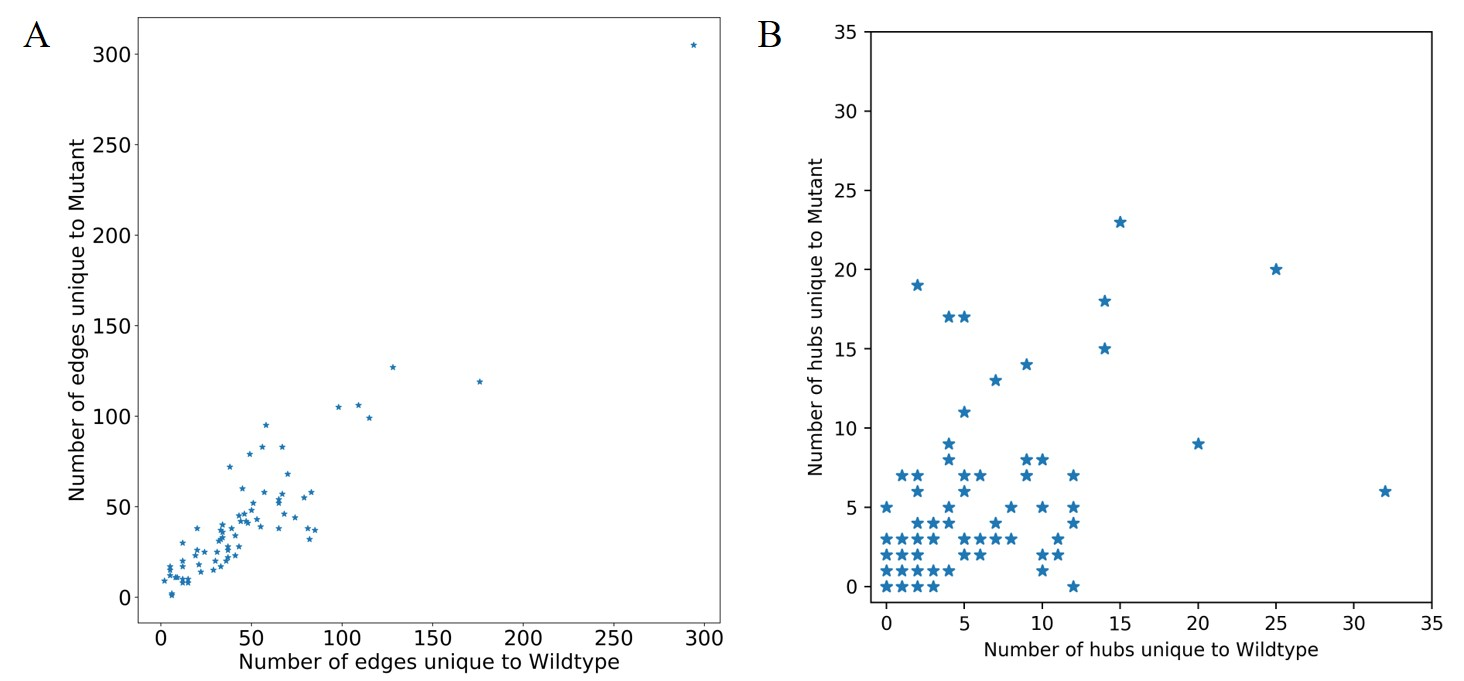 A
300
250
200
150
100
50
0
Number of edges unique to Mutant
0 50 100 150 200 250 300
Number of edges unique to Wildtype
B
35
30
25
20
15
10
5
0
Number of hubs unique to Mutant
0 5 10 15 20 25 30 35
Number of hubs unique to Wildtype